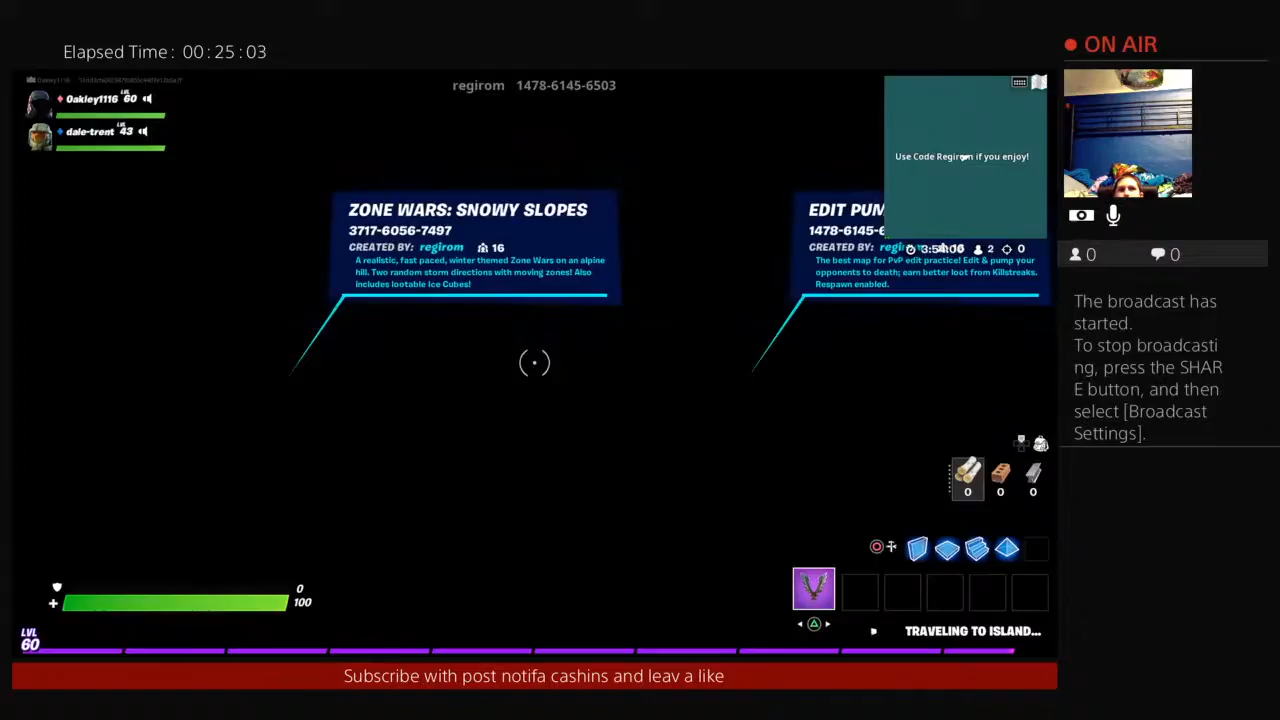 Elapsed Time: 00:25:03
ON AIR
Oakley1116 LVL 60
dale-trent LVL 43
regirom 1478-6145-6503
Use Code Regirom if you enjoy!
ZONE WARS: SNOWY SLOPES
3717-6056-7497
CREATED BY: regirom 16
A realistic, fast paced, winter themed Zone Wars on an alpine
hill. Two random storm directions with moving zones! Also
includes lootable Ice Cubes!
EDIT PUM
1478-6145-6
CREATED BY:
2 0
The best map for PvP edit practice! Edit & pump your
opponents to death; earn better loot from Killstreaks.
Respawn enabled.
0 0
The broadcast has
started.
To stop broadcasti
ng, press the SHAR
E button, and then
select [Broadcast
Settings].
0 0 0
0
100
LVL
60
TRAVELING TO ISLAND...
Subscribe with post notifa cashins and leav a like